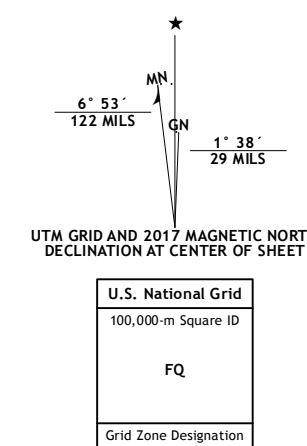 ★
MN
6° 53´
122 MILS
GN
1° 38´
29 MILS
UTM GRID AND 2017 MAGNETIC NORT
DECLINATION AT CENTER OF SHEET
U.S. National Grid
100,000-m Square ID
FQ
Grid Zone Designation